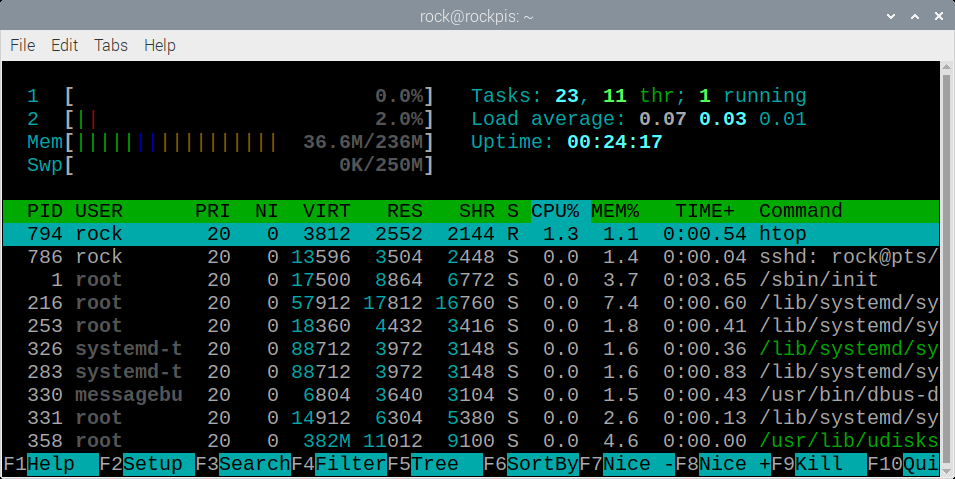 rock@rockpis: ~
File Edit Tabs Help
1 [ 0.0%] Tasks: 23, 11 thr; 1 running
2 [|| 2.0%] Load average: 0.07 0.03 0.01
Mem[||||||||||||||||| 36.6M/236M] Uptime: 00:24:17
Swp[ 0K/250M]
PID USER PRI NI VIRT RES SHR S CPU% MEM% TIME+ Command
794 rock 20 0 3812 2552 2144 R 1.3 1.1 0:00.54 htop
786 rock 20 0 13596 3504 2448 S 0.0 1.4 0:00.04 sshd: rock@pts/
1 root 20 0 17500 8864 6772 S 0.0 3.7 0:03.65 /sbin/init
216 root 20 0 57912 17812 16760 S 0.0 7.4 0:00.60 /lib/systemd/sy
253 root 20 0 18360 4432 3416 S 0.0 1.8 0:00.41 /lib/systemd/sy
326 systemd-t 20 0 88712 3972 3148 S 0.0 1.6 0:00.36 /lib/systemd/sy
283 systemd-t 20 0 88712 3972 3148 S 0.0 1.6 0:00.83 /lib/systemd/sy
330 messagebu 20 0 6804 3640 3104 S 0.0 1.5 0:00.43 /usr/bin/dbus-d
331 root 20 0 14912 6304 5380 S 0.0 2.6 0:00.13 /lib/systemd/sy
358 root 20 0 382M 11012 9100 S 0.0 4.6 0:00.00 /usr/lib/udisks
F1Help F2Setup F3SearchF4FilterF5Tree F6SortByF7Nice -F8Nice +F9Kill F10Qui